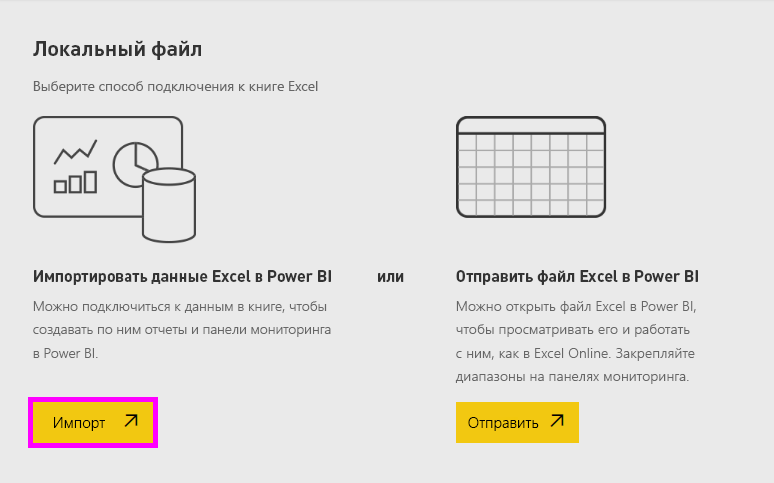 Локальный файл
Выберите способ подключения к книге Excel
Импортировать данные Excel в Power BI
Можно подключиться к данным в книге, чтобы
создавать по ним отчеты и панели мониторинга
в Power BI.
Импорт
или
Отправить файл Excel в Power BI
Можно открыть файл Excel в Power BI,
чтобы просматривать его и работать
с ним, как в Excel Online. Закрепляйте
диапазоны на панелях мониторинга.
Отправить